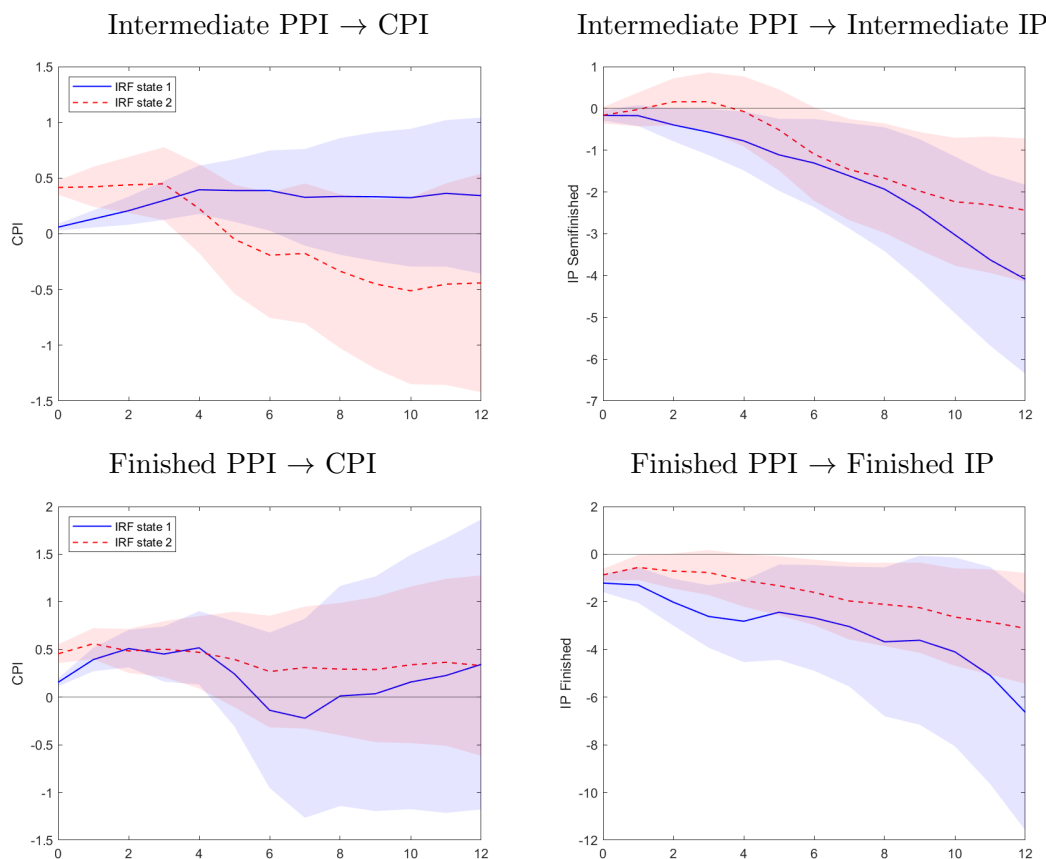 Intermediate PPI → CPI
1.5
1
0.5
0
-0.5
-1
-1.5
CPI
IRF state 1
IRF state 2
0 2 4 6 8 10 12
Intermediate PPI → Intermediate IP
1
0
-1
-2
-3
-4
-5
-6
-7
IP Semifinished
0 2 4 6 8 10 12
Finished PPI → CPI
2
1.5
1
0.5
0
-0.5
-1
-1.5
CPI
IRF state 1
IRF state 2
0 2 4 6 8 10 12
Finished PPI → Finished IP
2
0
-2
-4
-6
-8
-10
-12
IP Finished
0 2 4 6 8 10 12